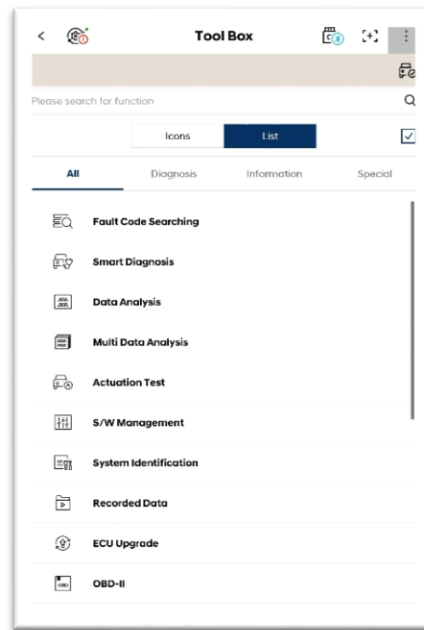 Tool Box
Please search for function
Icons
List
All
Diagnosis
Information
Special
Fault Code Searching
Smart Diagnosis
Data Analysis
Multi Data Analysis
Actuation Test
S/W Management
System Identification
Recorded Data
ECU Upgrade
OBD-II